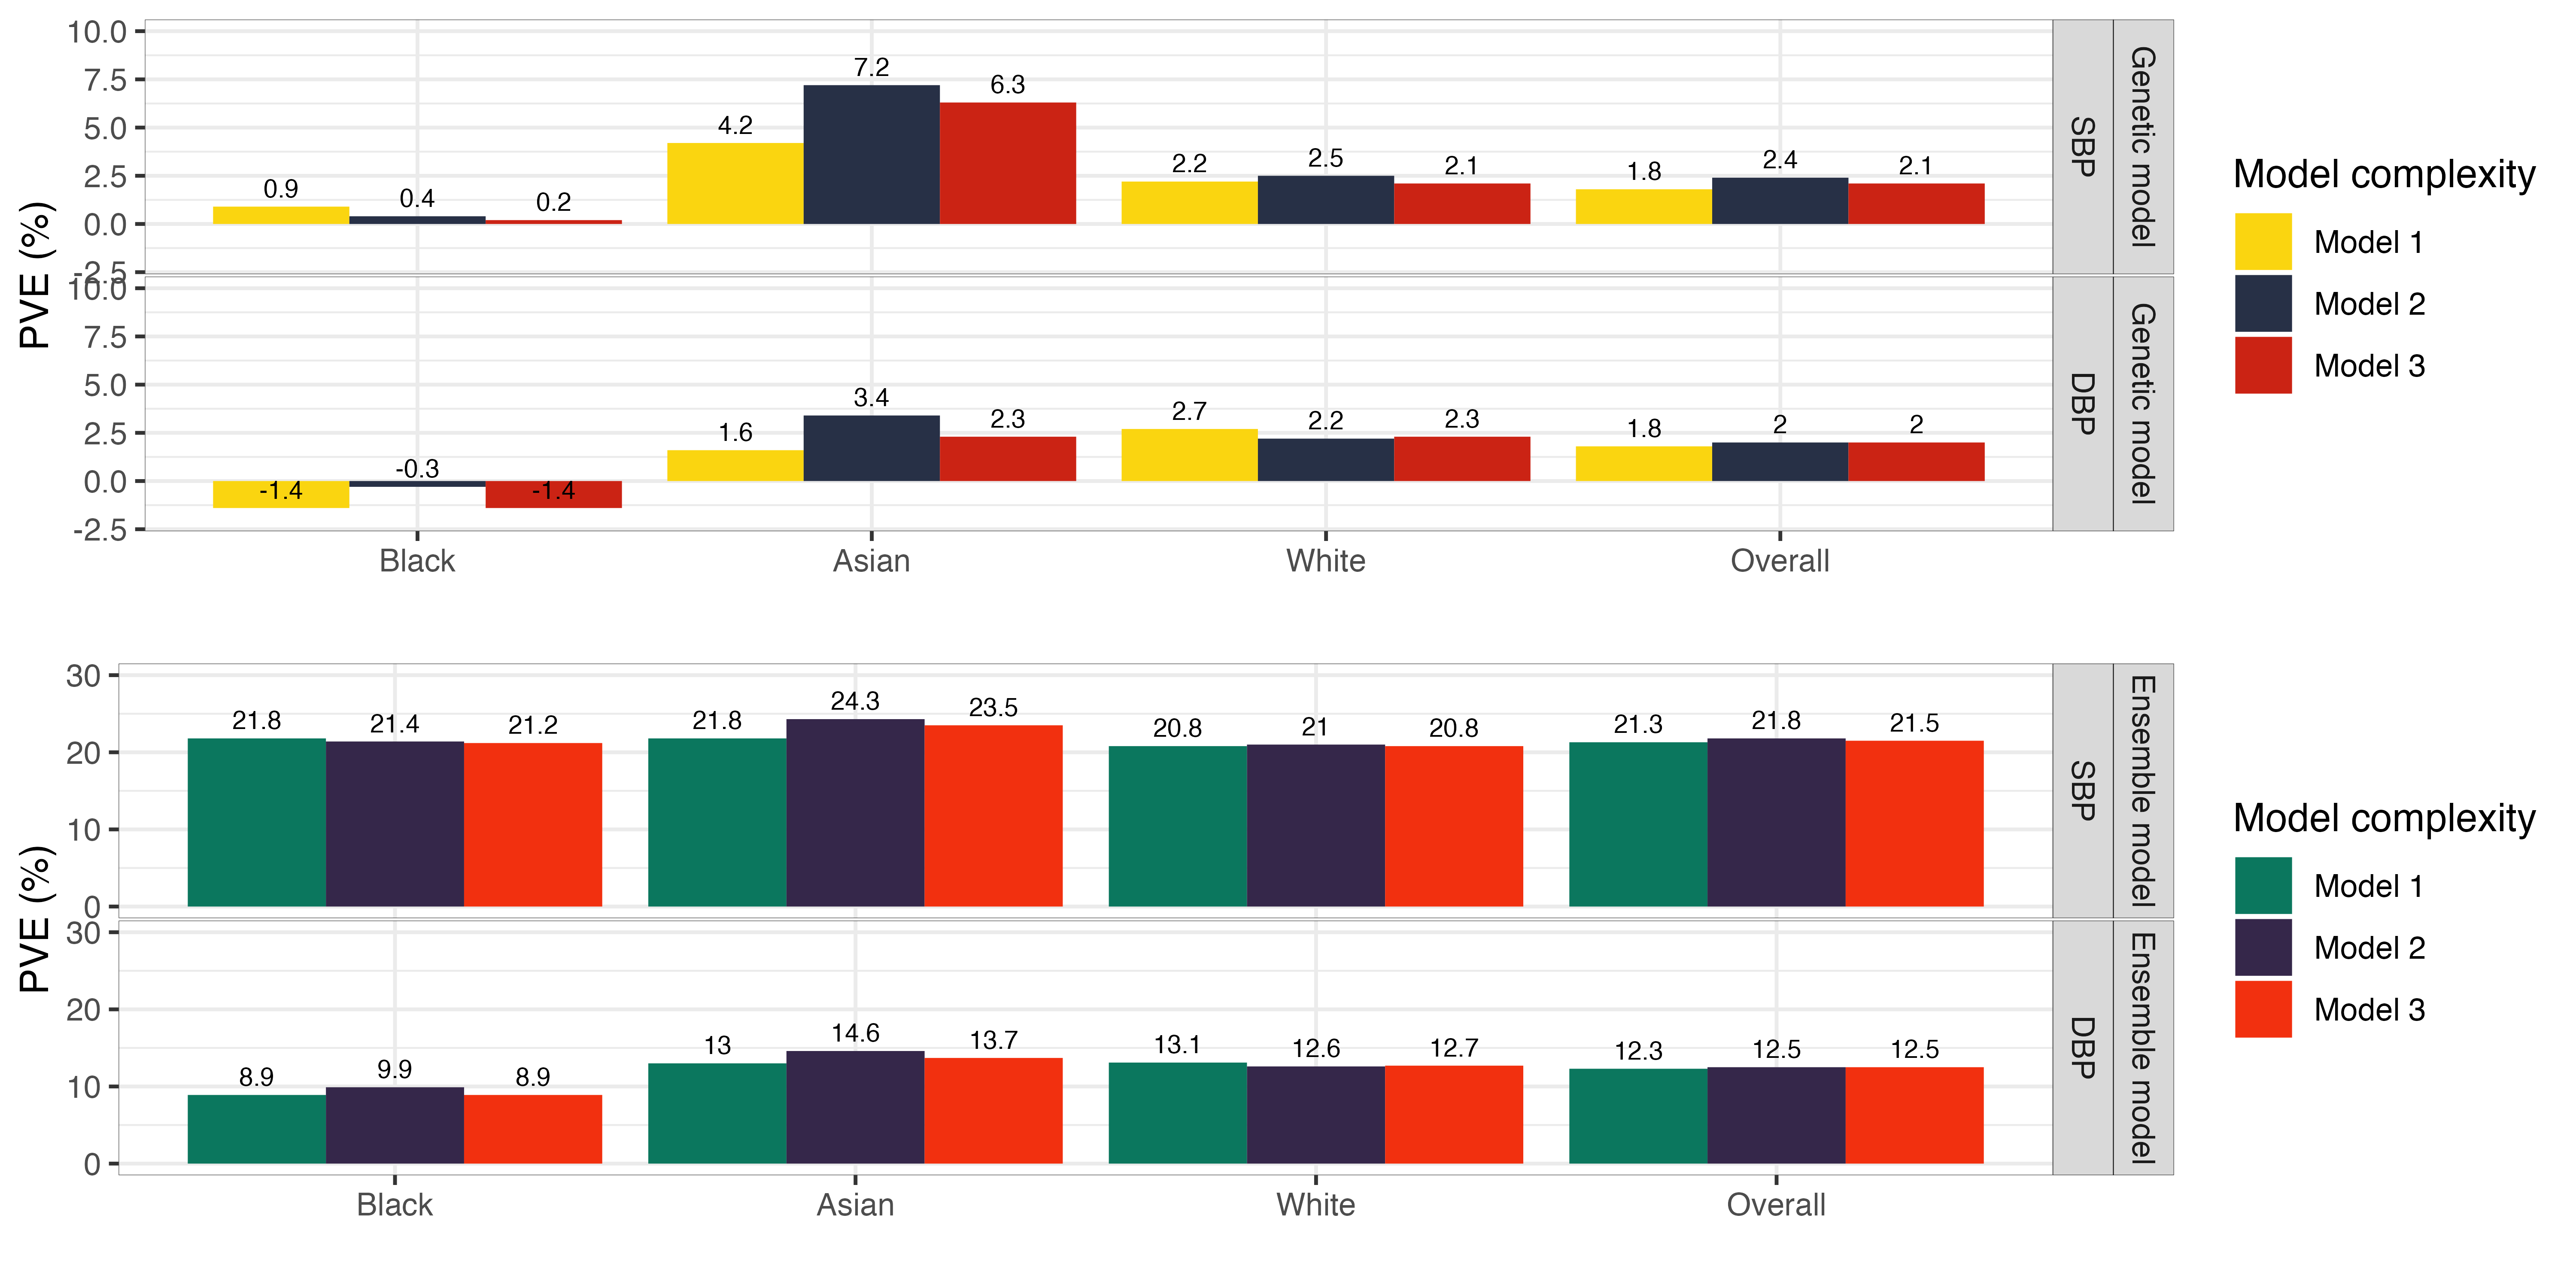 10.0
7.5
5.0
2.5
0.0
-2.5
0.9
0.4
0.2
4.2
7.2
6.3
2.2
2.5
2.1
1.8
2.4
2.1
SBP
Genetic model
10.0
7.5
5.0
2.5
0.0
-2.5
-1.4
-0.3
-1.4
1.6
3.4
2.3
2.7
2.2
2.3
1.8
2
2
DBP
Genetic model
PVE (%)
Black
Asian
White
Overall
Model complexity
Model 1
Model 2
Model 3
30
20
10
0
21.8
21.4
21.2
21.8
24.3
23.5
20.8
21
20.8
21.3
21.8
21.5
SBP
Ensemble model
30
20
10
0
8.9
9.9
8.9
13
14.6
13.7
13.1
12.6
12.7
12.3
12.5
12.5
DBP
Ensemble model
PVE (%)
Black
Asian
White
Overall
Model complexity
Model 1
Model 2
Model 3